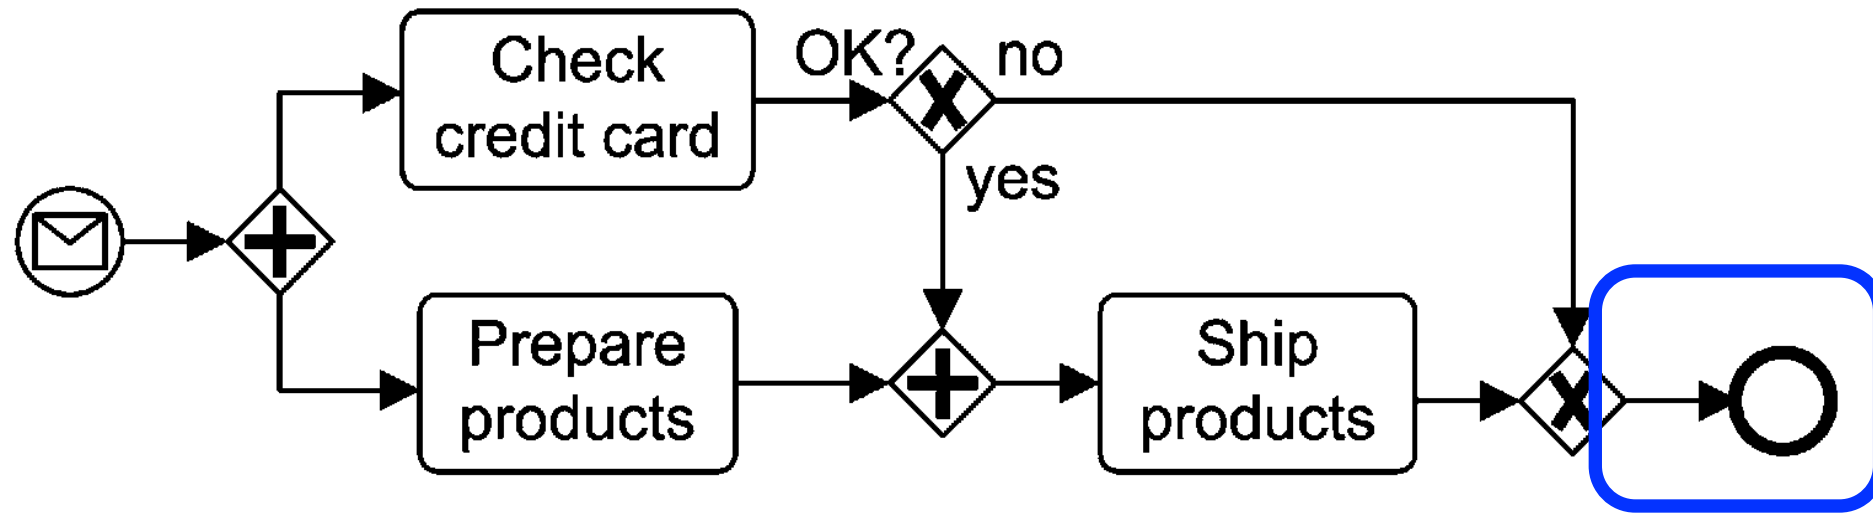 Check
credit card
OK?
no
yes
Prepare
products
Ship
products